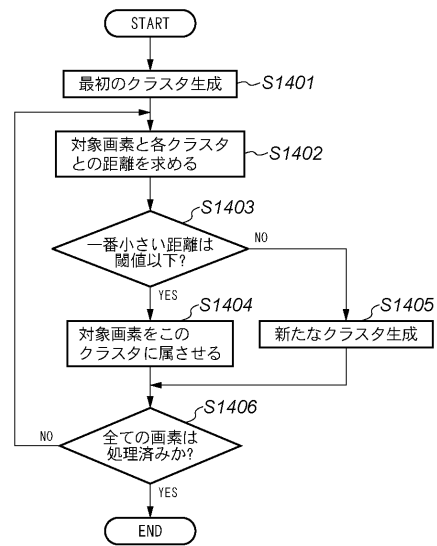 START
最初のクラスタ生成
S1401
対象画素と各クラスタ
との距離を求める
S1402
S1403
一番小さい距離は
閾値以下?
NO
YES
S1404
対象画素をこの
クラスタに属させる
S1405
新たなクラスタ生成
S1406
全ての画素は
処理済みか?
NO
YES
END